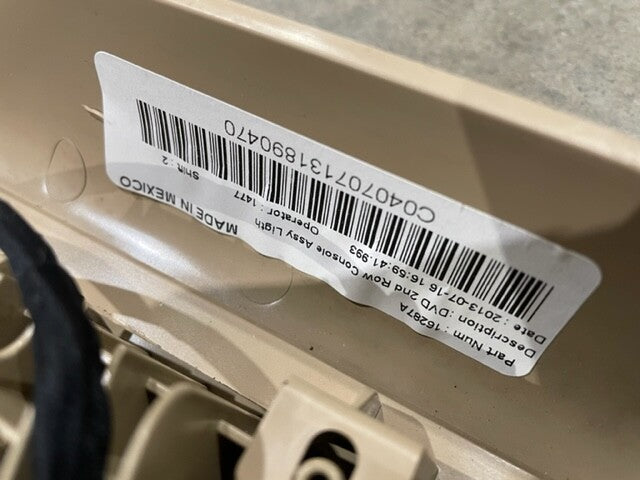 Part Num : 16287A
Description : DVD 2nd Row Console Assy Ligth
Date : 2013-07-16 16:59:41.993
Operator : 1477
Shift : 2
MADE IN MEXICO
C040707131890470